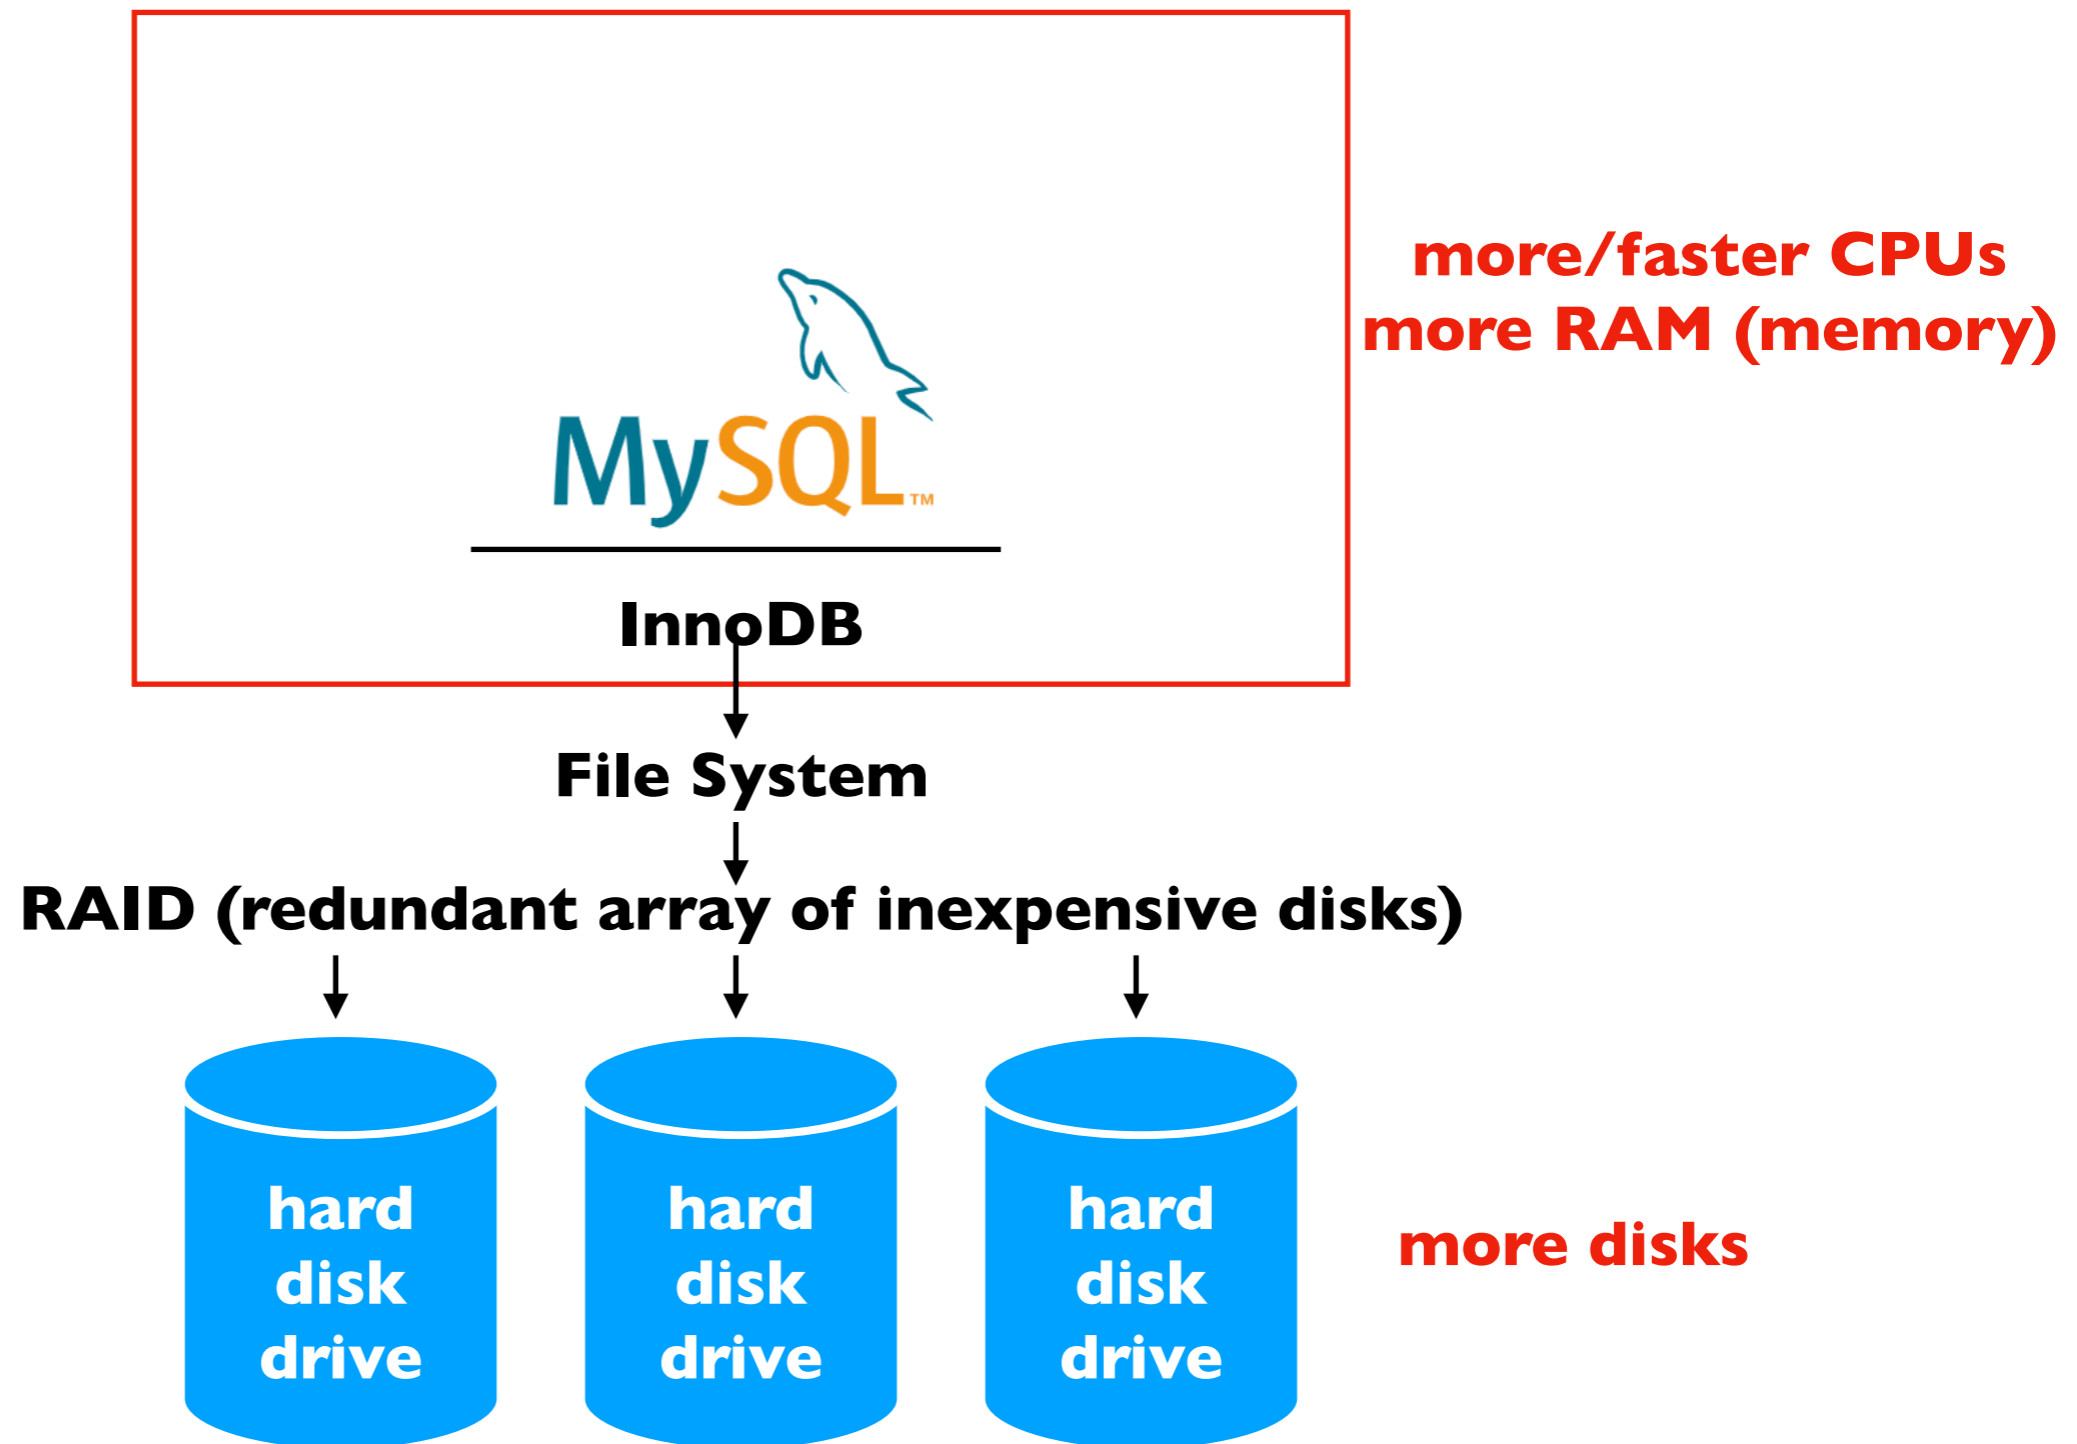 more/faster CPUs
more RAM (memory)
MySQL™
InnoDB
File System
RAID (redundant array of inexpensive disks)
hard
disk
drive
hard
disk
drive
hard
disk
drive
more disks